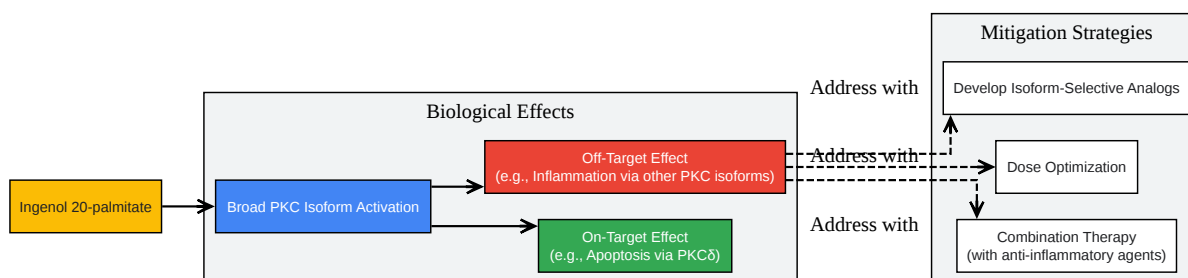 Mitigation Strategies
Address with
Develop Isoform-Selective Analogs
Biological Effects
Off-Target Effect
(e.g., Inflammation via other PKC isoforms)
Address with
Dose Optimization
Ingenol 20-palmitate
Broad PKC Isoform Activation
On-Target Effect
(e.g., Apoptosis via PKCδ)
Address with
Combination Therapy
(with anti-inflammatory agents)